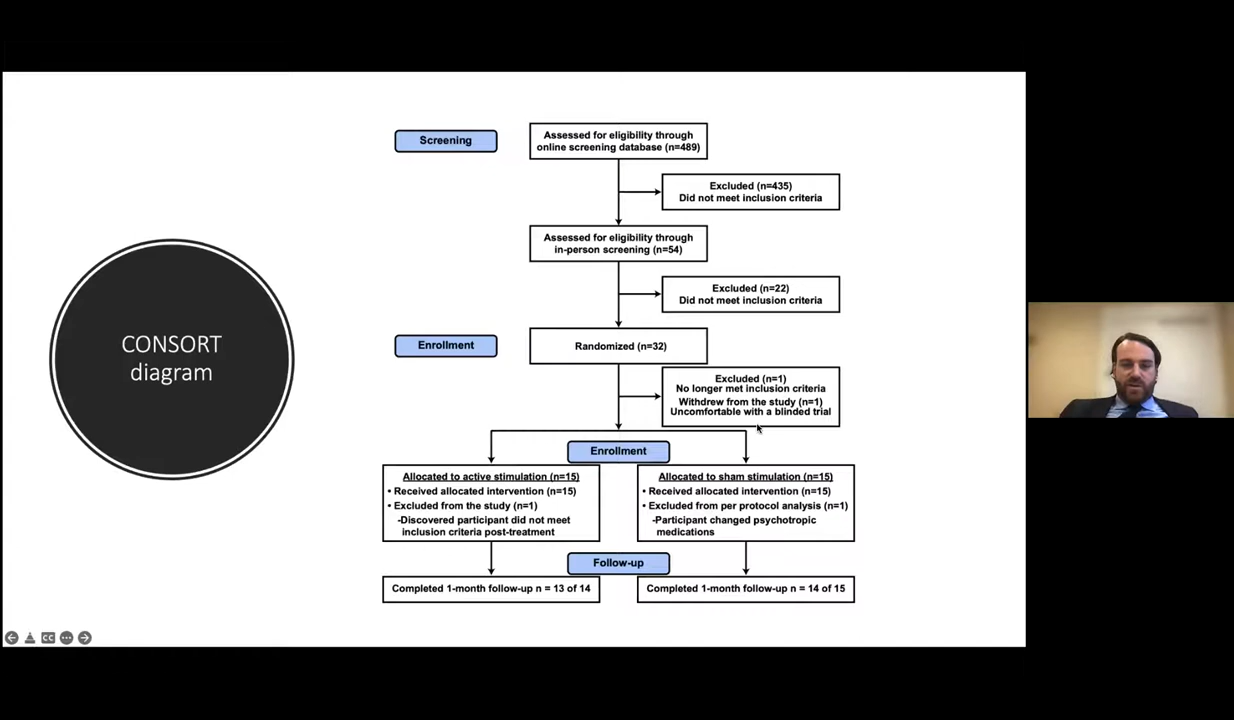 CONSORT
diagram
Screening
Assessed for eligibility through
online screening database (n=489)
Excluded (n=435)
Did not meet inclusion criteria
Assessed for eligibility through
in-person screening (n=54)
Excluded (n=22)
Did not meet inclusion criteria
Enrollment
Randomized (n=32)
Excluded (n=1)
No longer met inclusion criteria
Withdrew from the study (n=1)
Uncomfortable with a blinded trial
Enrollment
Allocated to active stimulation (n=15)
• Received allocated intervention (n=15)
• Excluded from the study (n=1)
-Discovered participant did not meet
inclusion criteria post-treatment
Allocated to sham stimulation (n=15)
• Received allocated intervention (n=15)
• Excluded from per protocol analysis (n=1)
-Participant changed psychotropic
medications
Follow-up
Completed 1-month follow-up n = 13 of 14
Completed 1-month follow-up n = 14 of 15
CC